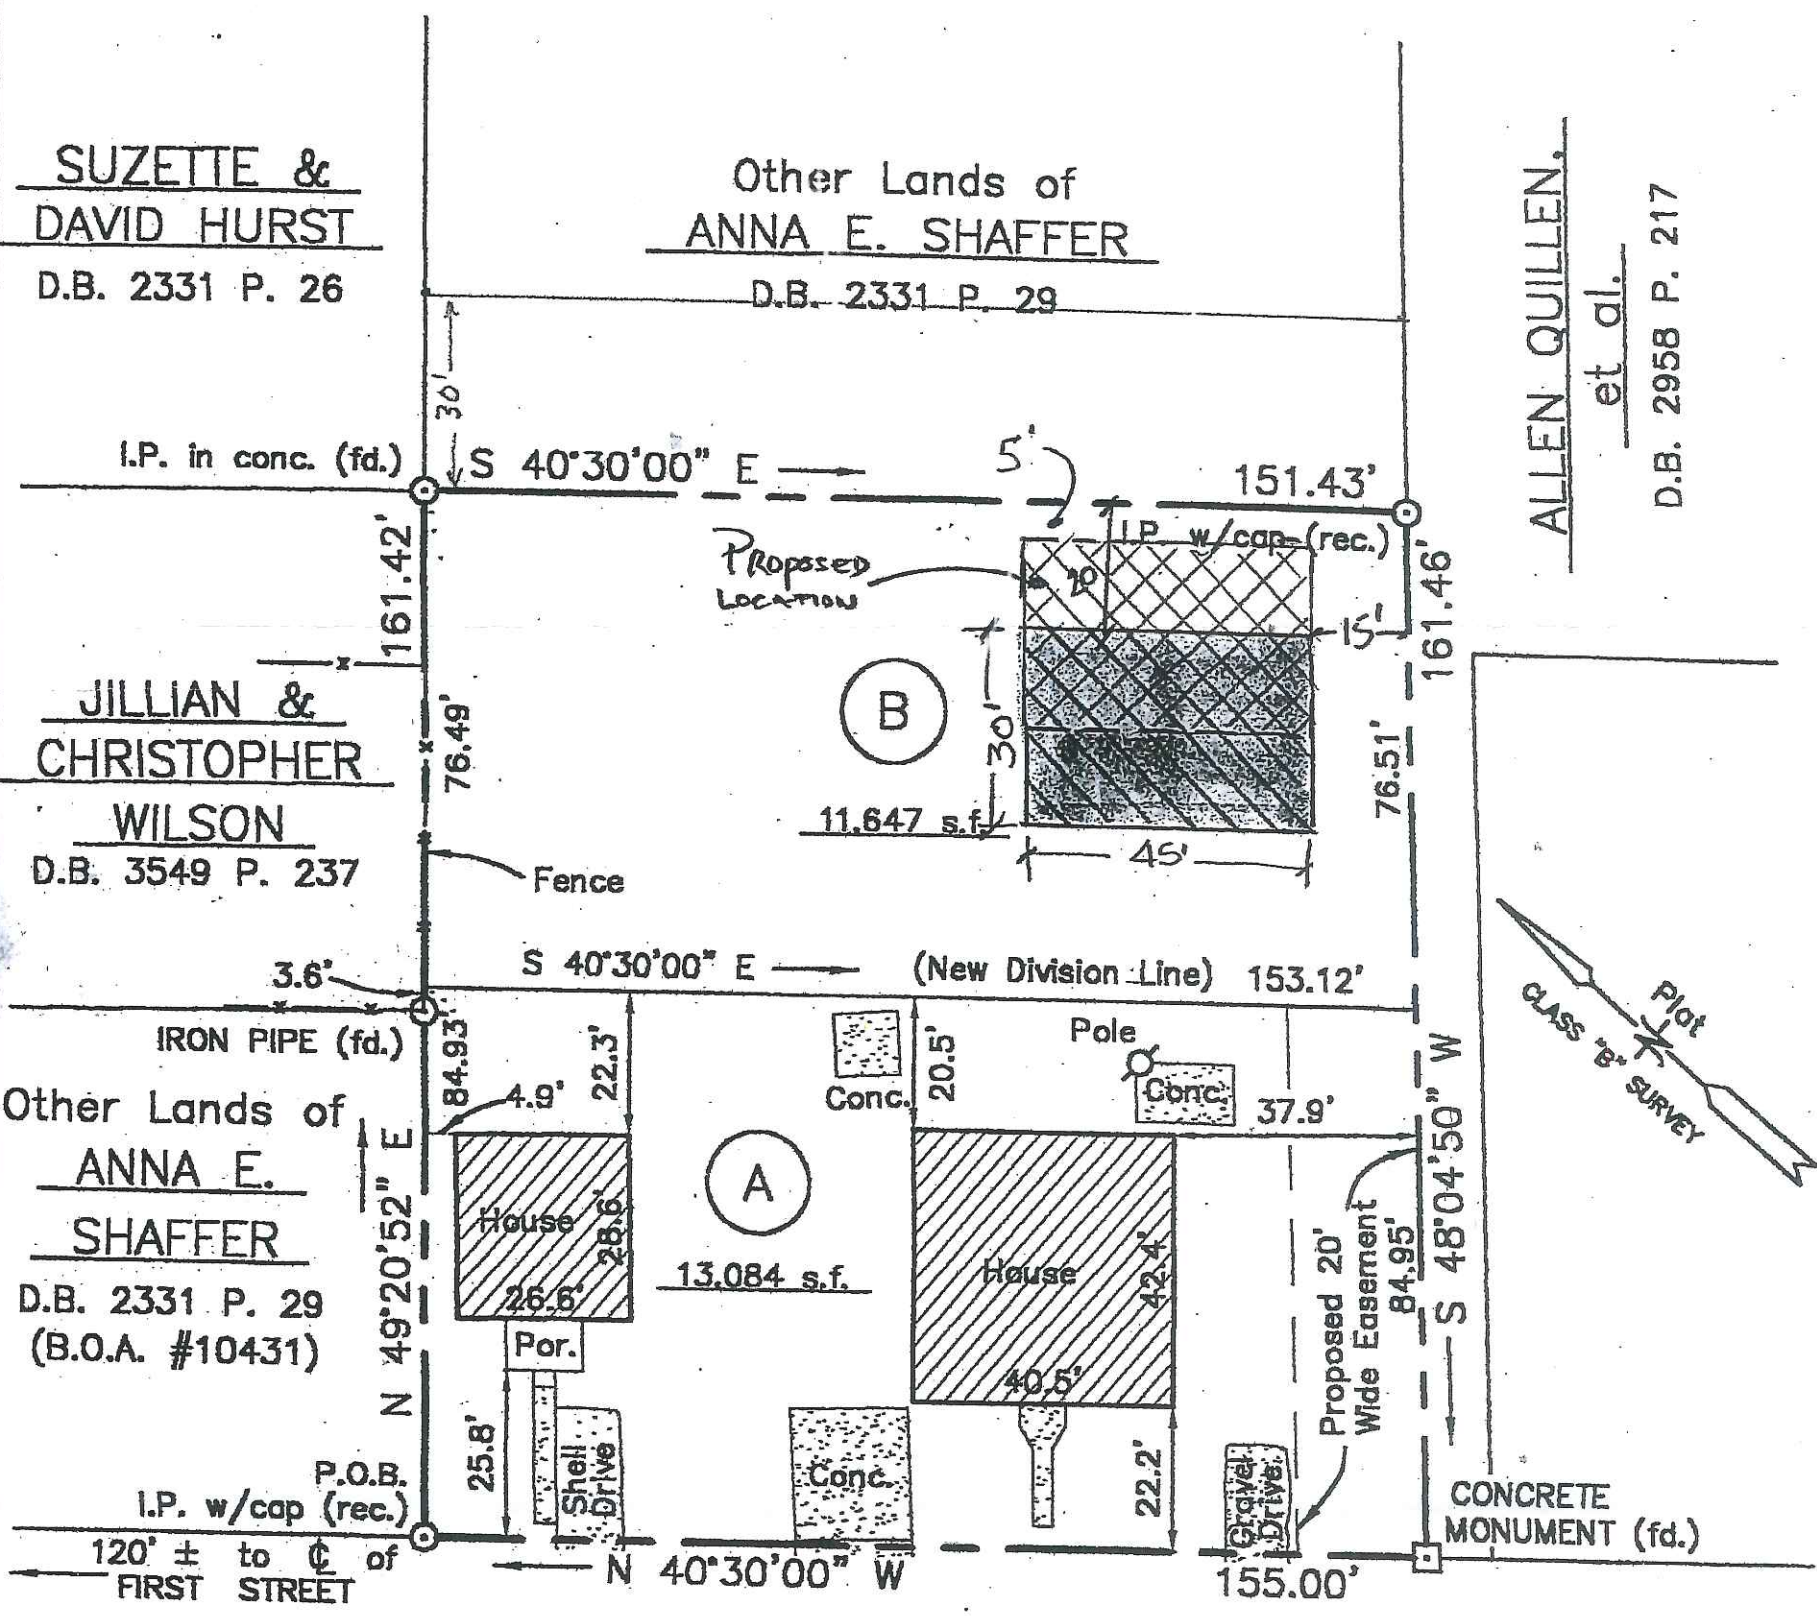 SUZETTE &
DAVID HURST
D.B. 2331 P. 26
Other Lands of
ANNA E. SHAFFER
D.B. 2331 P. 29
ALLEN QUILLEN,
et al.
D.B. 2958 P. 217
30'
I.P. in conc. (fd.)
S 40°30'00" E
5'
151.43'
I.P. w/cap (rec.)
PROPOSED
LOCATION
20'
15'
161.42'
161.46'
JILLIAN &
CHRISTOPHER
WILSON
D.B. 3549 P. 237
76.49'
B
30'
76.51'
11.647 s.f.
45'
Fence
3.6'
S 40°30'00" E
(New Division Line)
153.12'
IRON PIPE (fd.)
84.93'
22.3'
Conc.
20.5'
Pole
Conc.
37.9'
4.9'
Plat
CLASS "B" SURVEY
Other Lands of
ANNA E.
SHAFFER
D.B. 2331 P. 29
(B.O.A. #10431)
N 49°20'52" E
House
28.6'
26.6'
Por.
A
13.084 s.f.
House
42.4'
40.5'
Proposed 20'
Wide Easement
84.95'
S 48°04'50" W
25.8'
Shell
Drive
Conc.
22.2'
Gravel
Drive
P.O.B.
I.P. w/cap (rec.)
CONCRETE
MONUMENT (fd.)
120' ± to ℄ of
FIRST STREET
N 40°30'00" W
155.00'